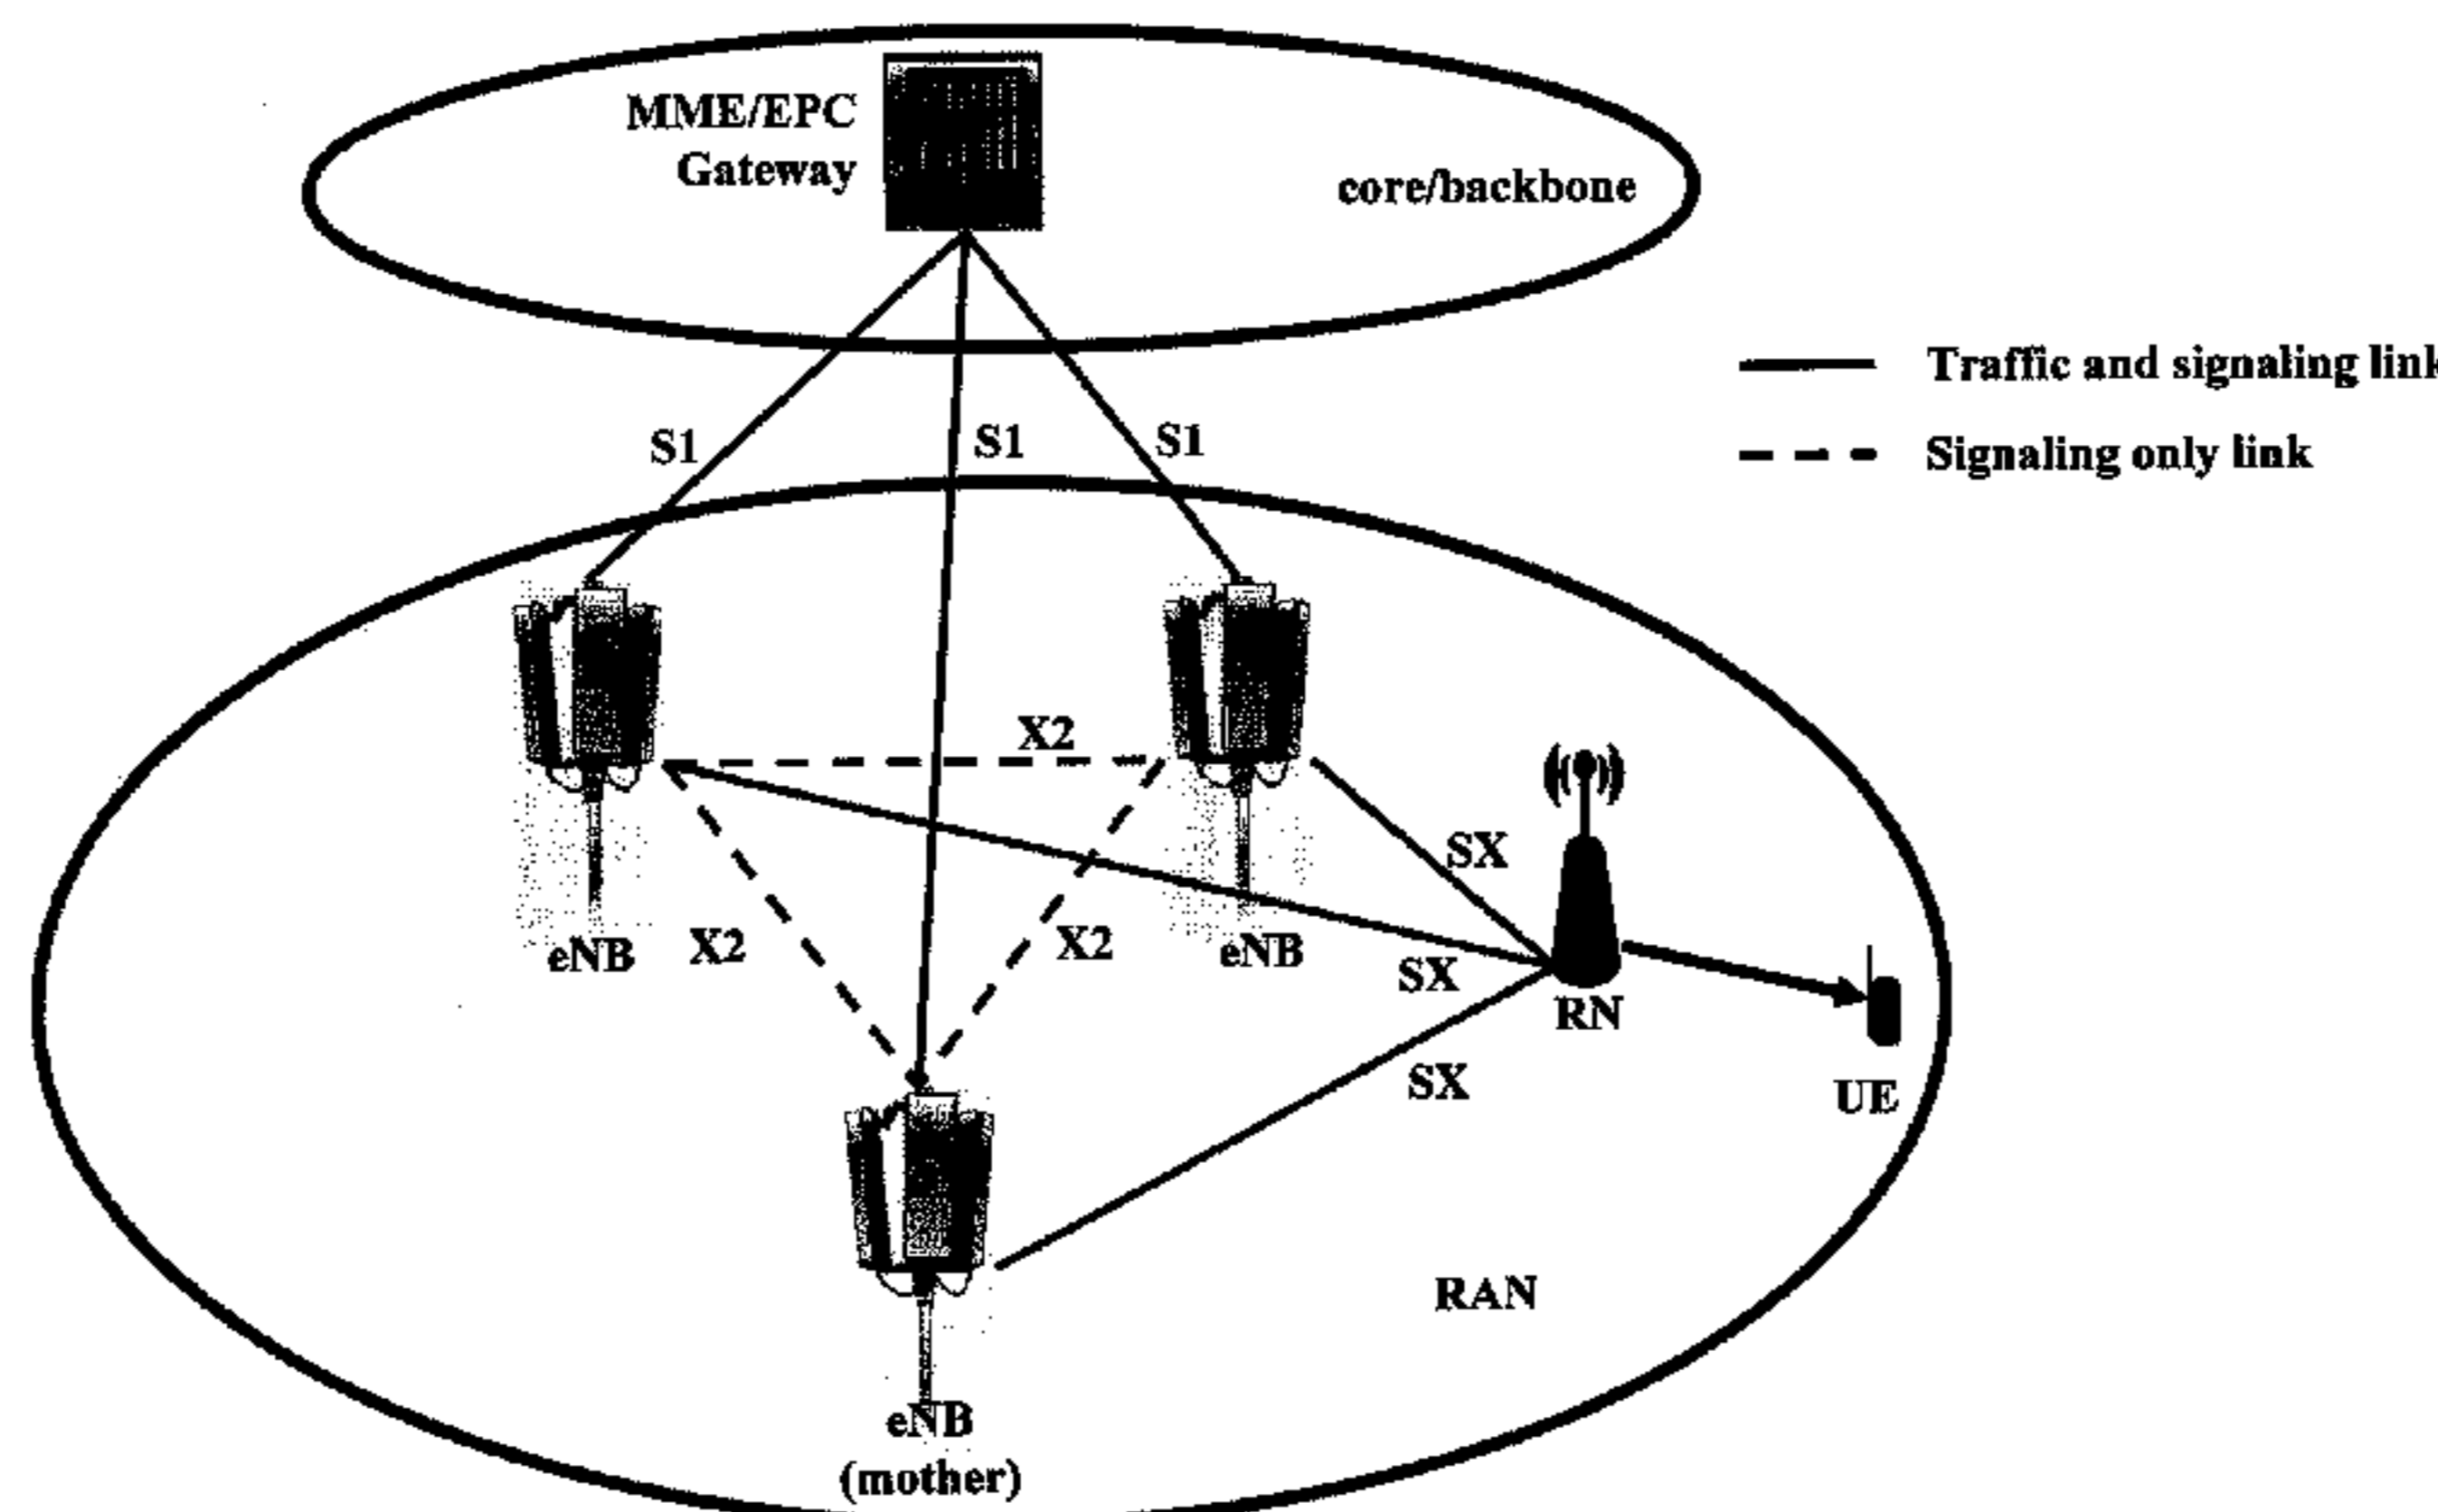 MME/EPC
Gateway
core/backbone
Traffic and signaling link
Signaling only link
S1
S1
S1
X2
SX
X2
X2
eNB
eNB
SX
RN
SX
UE
RAN
eNB
(mother)